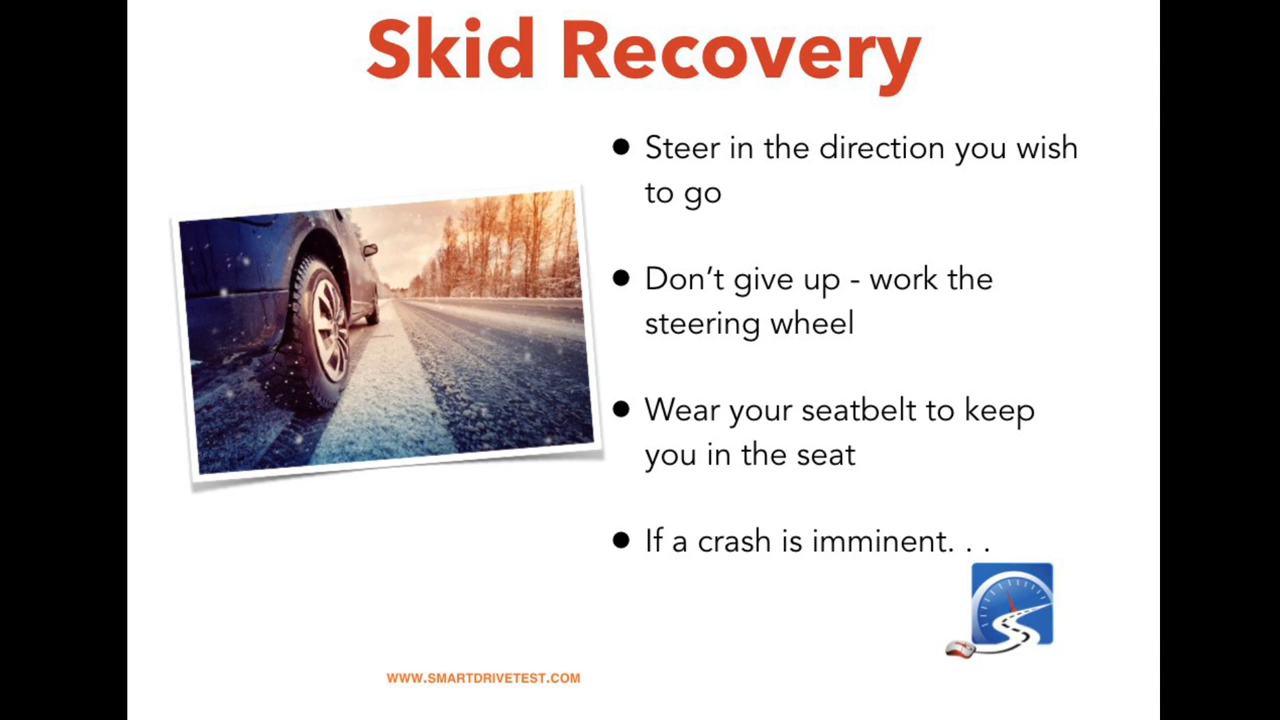 Skid Recovery
● Steer in the direction you wish
to go
● Don’t give up - work the
steering wheel
● Wear your seatbelt to keep
you in the seat
● If a crash is imminent. . .
WWW.SMARTDRIVETEST.COM